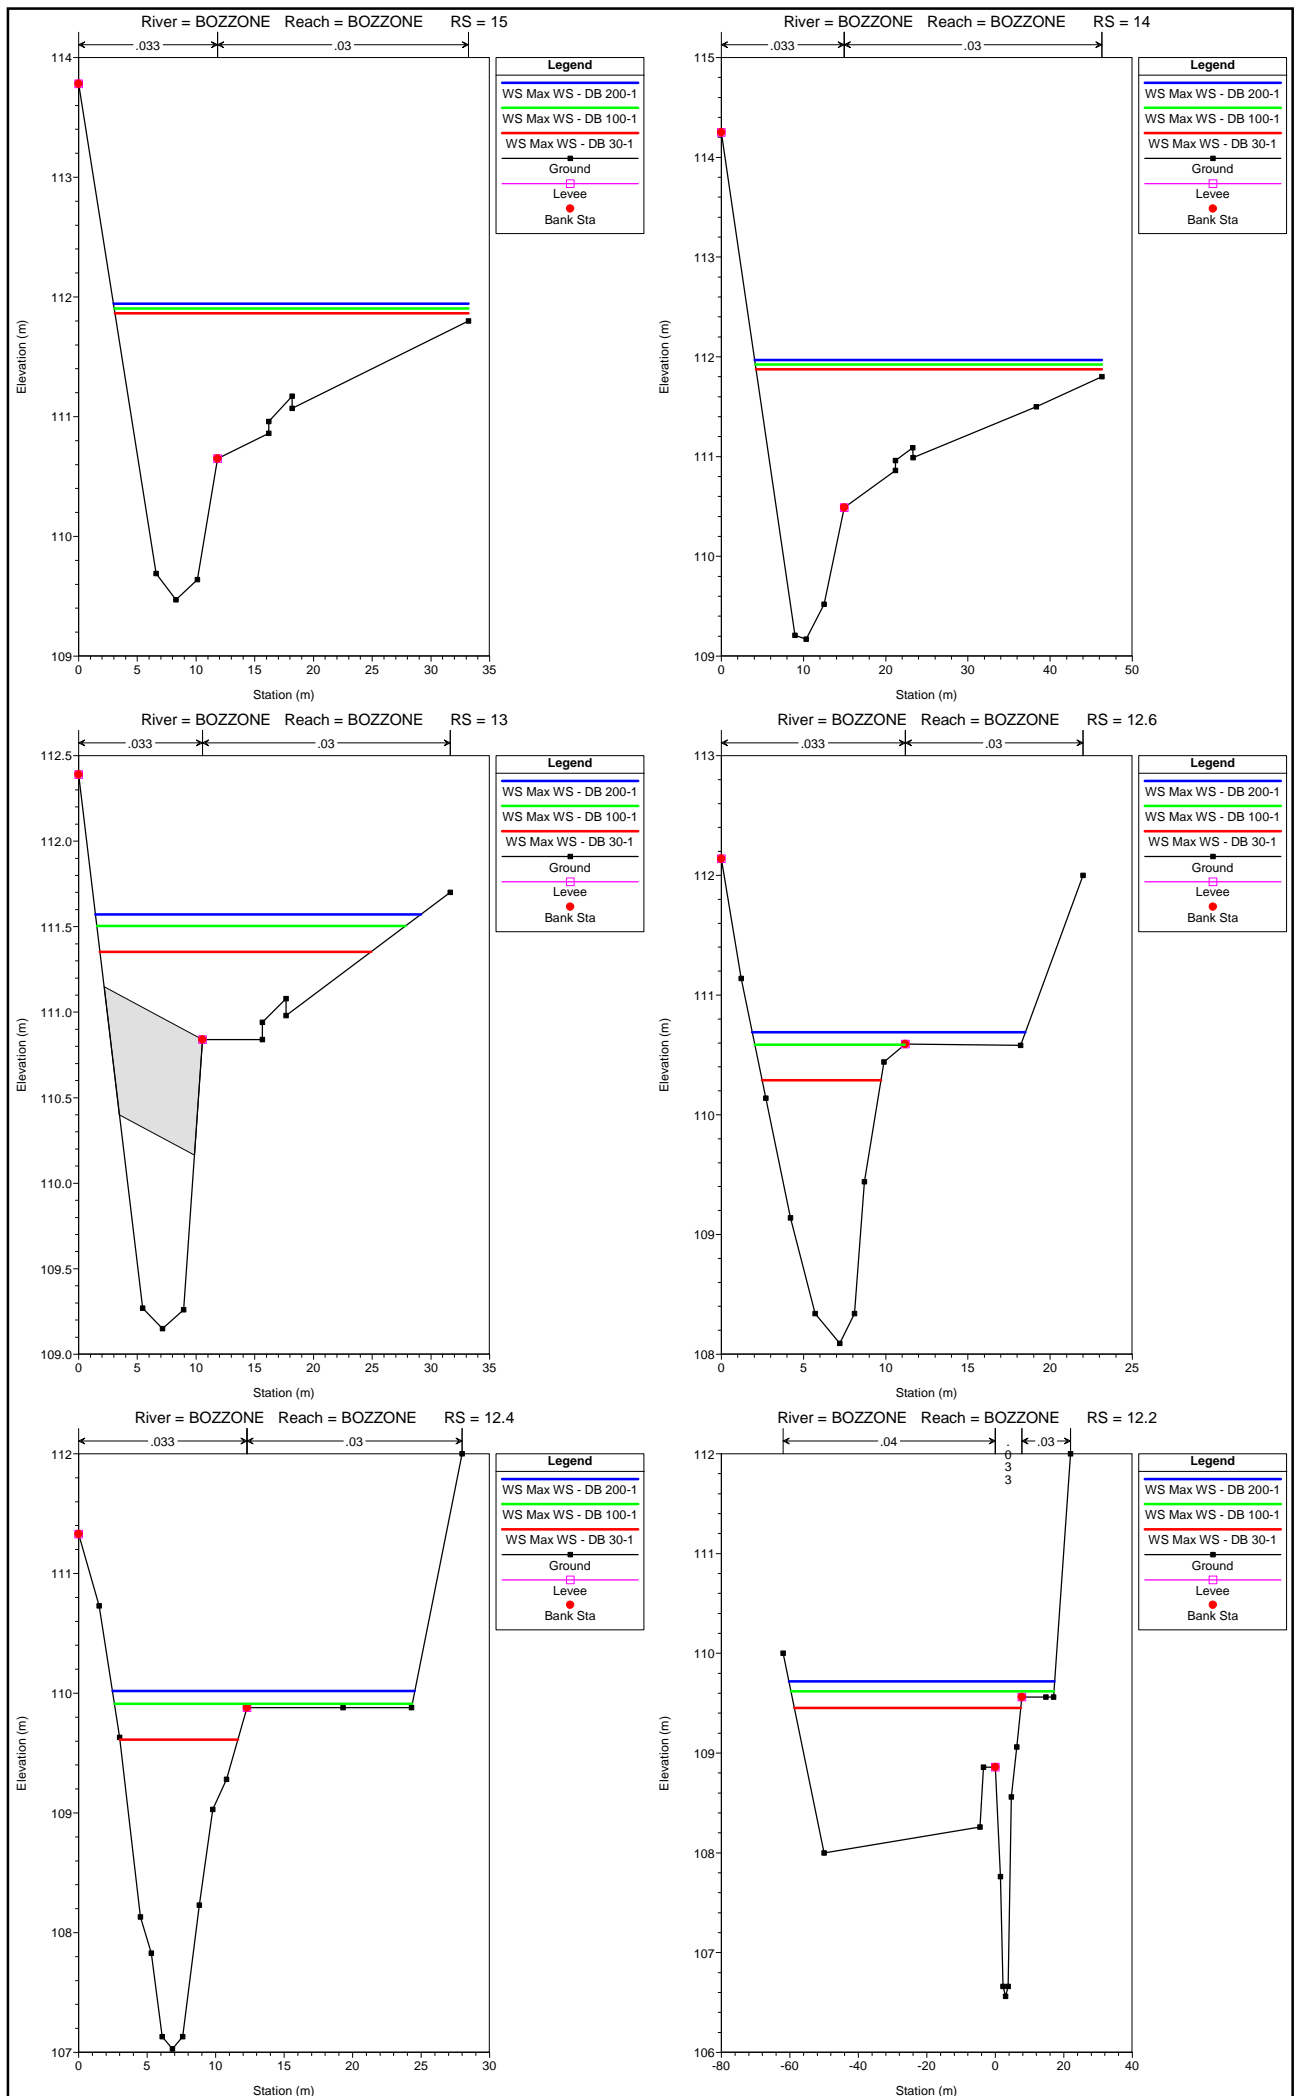 River = BOZZONE Reach = BOZZONE RS = 15
.033 .03
114
113
112
111
110
109
Elevation (m)
0 5 10 15 20 25 30 35
Station (m)
Legend
WS Max WS - DB 200-1
WS Max WS - DB 100-1
WS Max WS - DB 30-1
Ground
Levee
Bank Sta
River = BOZZONE Reach = BOZZONE RS = 14
.033 .03
115
114
113
112
111
110
109
Elevation (m)
0 10 20 30 40 50
Station (m)
Legend
WS Max WS - DB 200-1
WS Max WS - DB 100-1
WS Max WS - DB 30-1
Ground
Levee
Bank Sta
River = BOZZONE Reach = BOZZONE RS = 13
.033 .03
112.5
112.0
111.5
111.0
110.5
110.0
109.5
109.0
Elevation (m)
0 5 10 15 20 25 30 35
Station (m)
Legend
WS Max WS - DB 200-1
WS Max WS - DB 100-1
WS Max WS - DB 30-1
Ground
Levee
Bank Sta
River = BOZZONE Reach = BOZZONE RS = 12.6
.033 .03
113
112
111
110
109
108
Elevation (m)
0 5 10 15 20 25
Station (m)
Legend
WS Max WS - DB 200-1
WS Max WS - DB 100-1
WS Max WS - DB 30-1
Ground
Levee
Bank Sta
River = BOZZONE Reach = BOZZONE RS = 12.4
.033 .03
112
111
110
109
108
107
Elevation (m)
0 5 10 15 20 25 30
Station (m)
Legend
WS Max WS - DB 200-1
WS Max WS - DB 100-1
WS Max WS - DB 30-1
Ground
Levee
Bank Sta
River = BOZZONE Reach = BOZZONE RS = 12.2
.04 .033 .03
112
111
110
109
108
107
106
Elevation (m)
-80 -60 -40 -20 0 20 40
Station (m)
Legend
WS Max WS - DB 200-1
WS Max WS - DB 100-1
WS Max WS - DB 30-1
Ground
Levee
Bank Sta